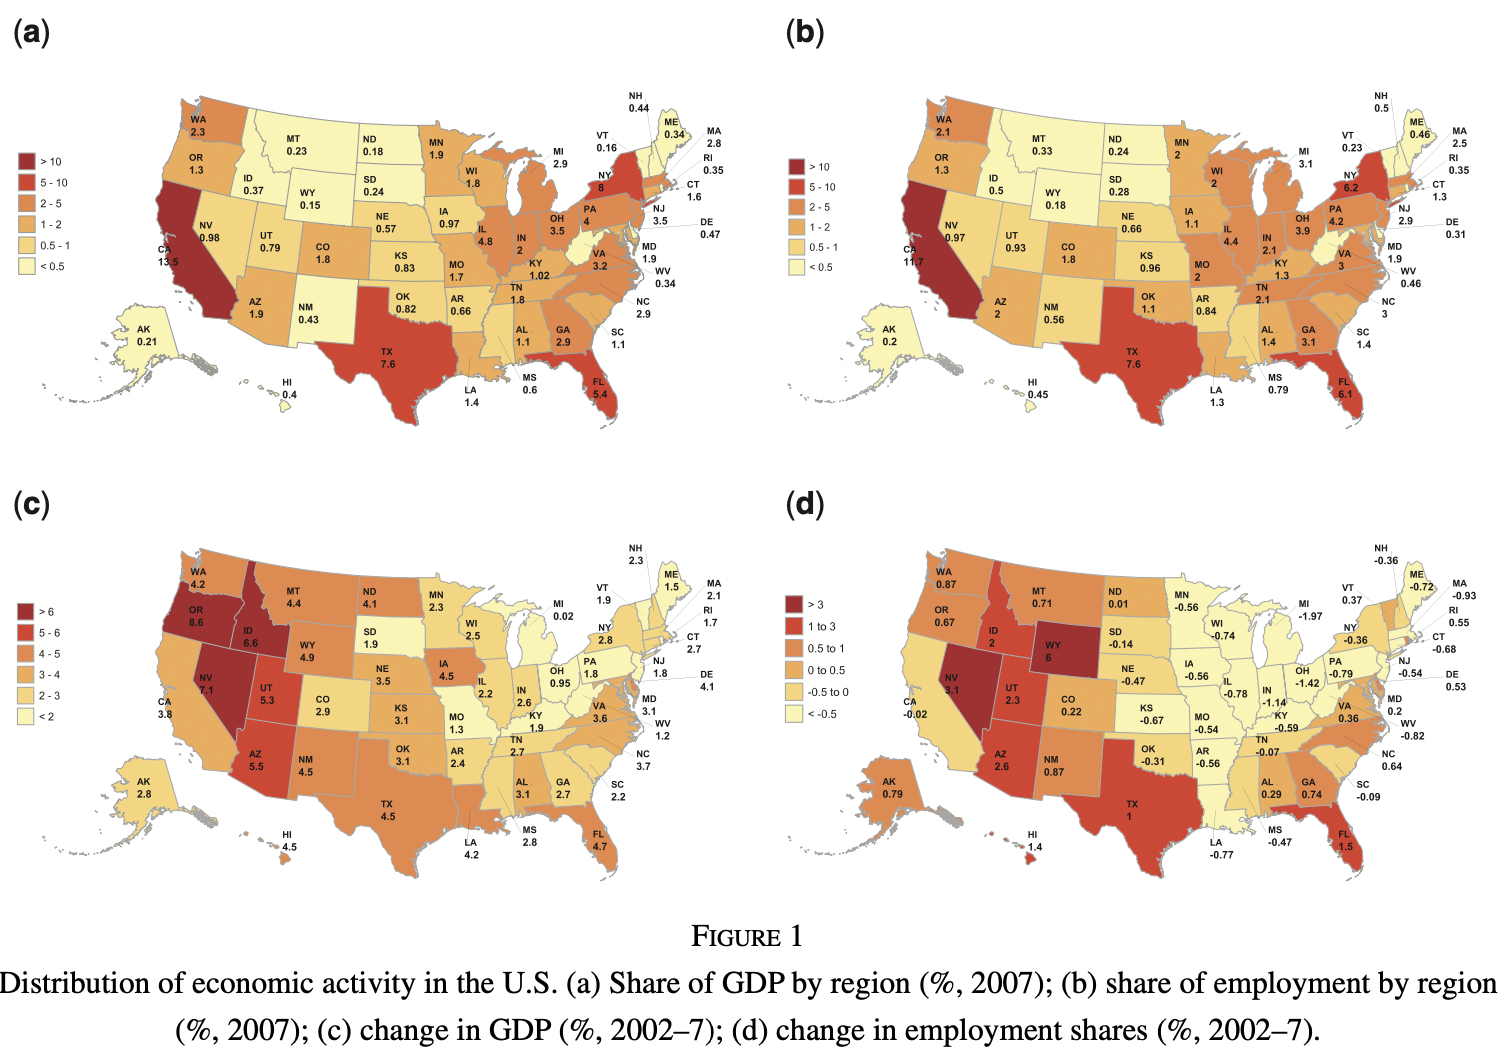 (a)
> 10
5 - 10
2 - 5
1 - 2
0.5 - 1
< 0.5
WA
2.3
OR
1.3
CA
13.5
NV
0.98
ID
0.37
MT
0.23
WY
0.15
UT
0.79
CO
1.8
AZ
1.9
NM
0.43
ND
0.18
SD
0.24
NE
0.57
KS
0.83
OK
0.82
TX
7.6
MN
1.9
IA
0.97
MO
1.7
AR
0.66
LA
1.4
WI
1.8
IL
4.8
IN
2
MI
2.9
OH
3.5
KY
1.02
TN
1.8
MS
0.6
AL
1.1
GA
2.9
FL
5.4
SC
1.1
NC
2.9
VA
3.2
WV
0.34
MD
1.9
DE
0.47
PA
4
NJ
3.5
NY
8
CT
1.6
RI
0.35
MA
2.8
VT
0.16
NH
0.44
ME
0.34
AK
0.21
HI
0.4
(b)
> 10
5 - 10
2 - 5
1 - 2
0.5 - 1
< 0.5
WA
2.1
OR
1.3
CA
11.7
NV
0.97
ID
0.5
MT
0.33
WY
0.18
UT
0.93
CO
1.8
AZ
2
NM
0.56
ND
0.24
SD
0.28
NE
0.66
KS
0.96
OK
1.1
TX
7.6
MN
2
IA
1.1
MO
2
AR
0.84
LA
1.3
WI
2
IL
4.4
IN
2.1
MI
3.1
OH
3.9
KY
1.3
TN
2.1
MS
0.79
AL
1.4
GA
3.1
FL
6.1
SC
1.4
NC
3
VA
3
WV
0.46
MD
1.9
DE
0.31
PA
4.2
NJ
2.9
NY
6.2
CT
1.3
RI
0.35
MA
2.5
VT
0.23
NH
0.5
ME
0.46
AK
0.2
HI
0.45
(c)
> 6
5 - 6
4 - 5
3 - 4
2 - 3
< 2
WA
4.2
OR
8.6
CA
3.8
NV
7.1
ID
6.6
MT
4.4
WY
4.9
UT
5.3
CO
2.9
AZ
5.5
NM
4.5
ND
4.1
SD
1.9
NE
3.5
KS
3.1
OK
3.1
TX
4.5
MN
2.3
IA
4.5
MO
1.3
AR
2.4
LA
4.2
WI
2.5
IL
2.2
IN
2.6
MI
0.02
OH
0.95
KY
1.9
TN
2.7
MS
2.8
AL
3.1
GA
2.7
FL
4.7
SC
2.2
NC
3.7
VA
3.6
WV
1.2
MD
3.1
DE
4.1
PA
1.8
NJ
1.8
NY
2.8
CT
2.7
RI
1.7
MA
2.1
VT
1.9
NH
2.3
ME
1.5
AK
2.8
HI
4.5
(d)
> 3
1 to 3
0.5 to 1
0 to 0.5
-0.5 to 0
< -0.5
WA
0.87
OR
0.67
CA
-0.02
NV
3.1
ID
2
MT
0.71
WY
6
UT
2.3
CO
0.22
AZ
2.6
NM
0.87
ND
0.01
SD
-0.14
NE
-0.47
KS
-0.67
OK
-0.31
TX
1
MN
-0.56
IA
-0.56
MO
-0.54
AR
-0.56
LA
-0.77
WI
-0.74
IL
-0.78
IN
-1.14
MI
-1.97
OH
-1.42
KY
-0.59
TN
-0.07
MS
-0.47
AL
0.29
GA
0.74
FL
1.5
SC
-0.09
NC
0.64
VA
0.36
WV
-0.82
MD
0.2
DE
0.53
PA
-0.79
NJ
-0.54
NY
-0.36
CT
-0.68
RI
0.55
MA
-0.93
VT
0.37
NH
-0.36
ME
-0.72
AK
0.79
HI
1.4
FIGURE 1
Distribution of economic activity in the U.S. (a) Share of GDP by region (%, 2007); (b) share of employment by region
(%, 2007); (c) change in GDP (%, 2002–7); (d) change in employment shares (%, 2002–7).